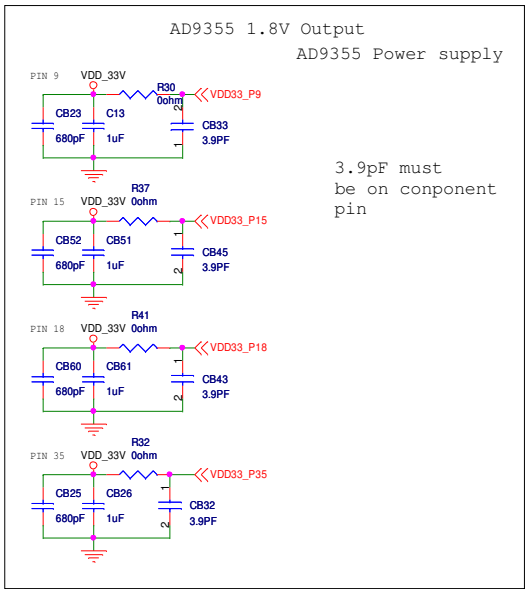 AD9355 1.8V Output
AD9355 Power supply
PIN 9 VDD_33V R30
0ohm VDD33_P9
2
CB23 C13 CB33
680pF 1uF 3.9PF
1
3.9pF must
be on conponent
pin
PIN 15 VDD_33V R37
0ohm VDD33_P15
1
CB52 CB51 CB45
680pF 1uF 3.9PF
2
PIN 18 VDD_33V R41
0ohm VDD33_P18
1
CB60 CB61 CB43
680pF 1uF 3.9PF
2
PIN 35 VDD_33V R32
0ohm VDD33_P35
1
CB25 CB26 CB32
680pF 1uF 3.9PF
2